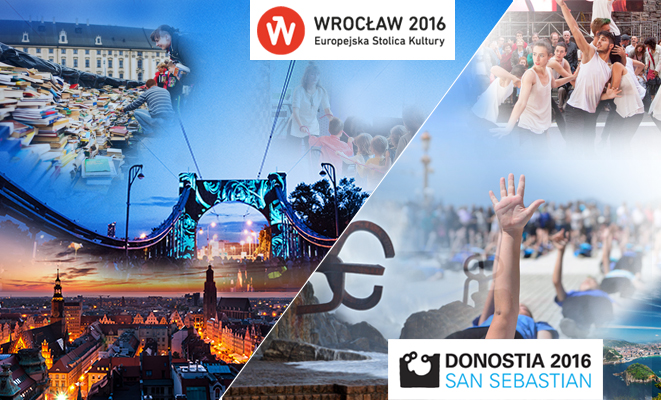 WROCŁAW 2016
Europejska Stolica Kultury
DONOSTIA 2016
SAN SEBASTIAN